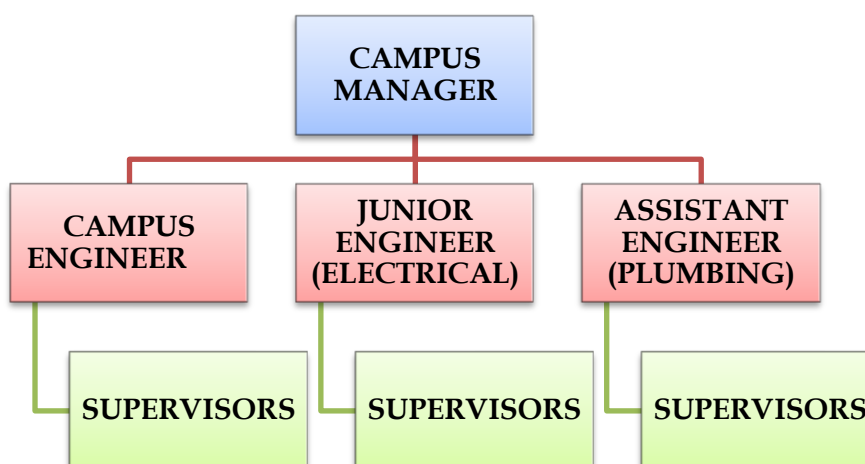 CAMPUS
MANAGER
CAMPUS
ENGINEER
JUNIOR
ENGINEER
(ELECTRICAL)
ASSISTANT
ENGINEER
(PLUMBING)
SUPERVISORS
SUPERVISORS
SUPERVISORS